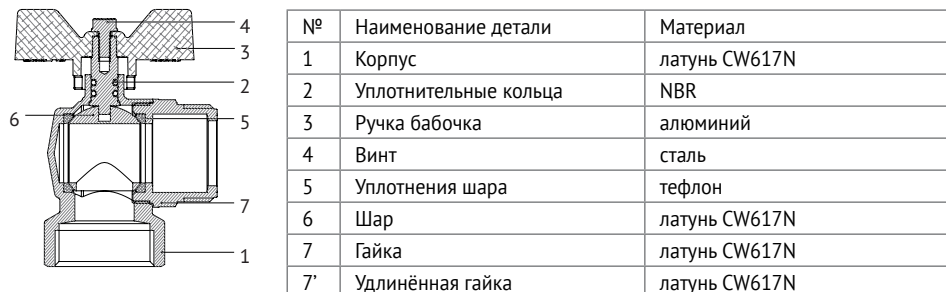 4
3
2
6
5
7
1
№ Наименование детали Материал
1 Корпус латунь CW617N
2 Уплотнительные кольца NBR
3 Ручка бабочка алюминий
4 Винт сталь
5 Уплотнения шара тефлон
6 Шар латунь CW617N
7 Гайка латунь CW617N
7’ Удлинённая гайка латунь CW617N